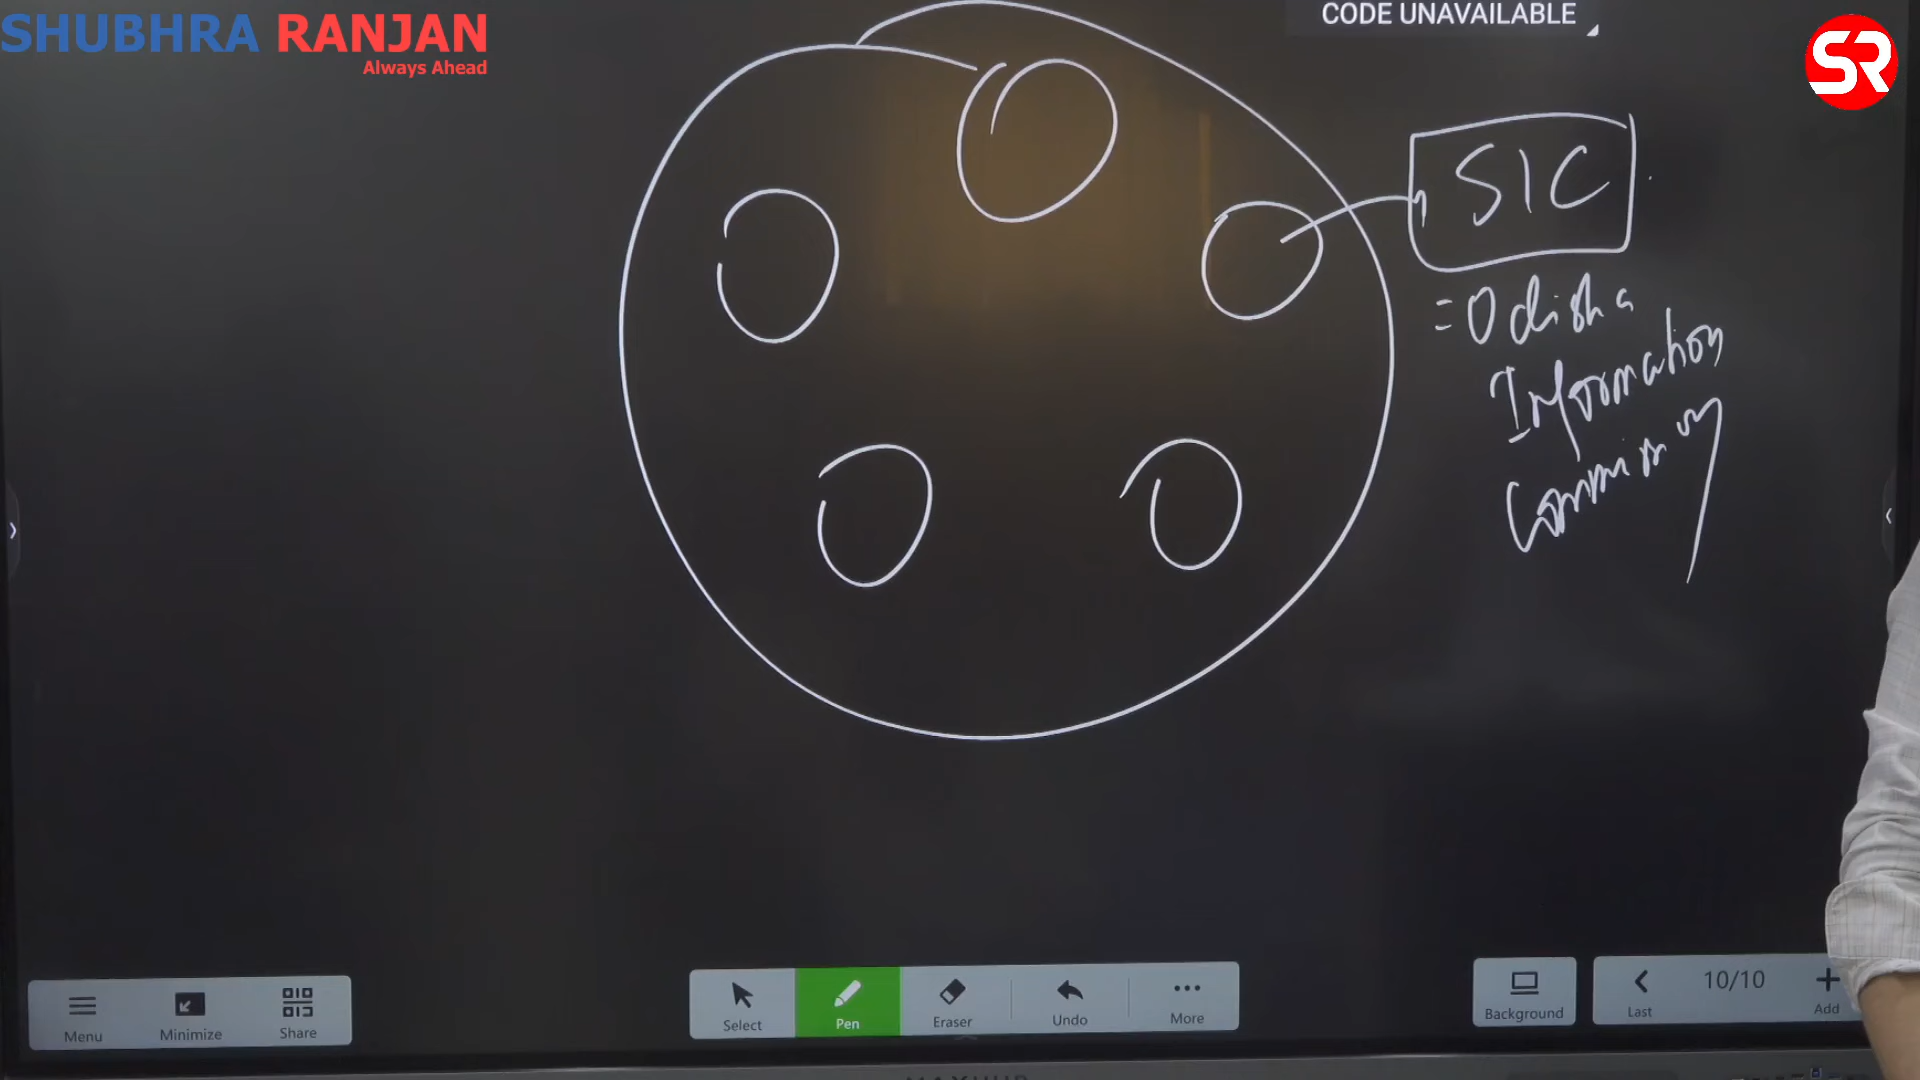 SHUBHRA RANJAN
Always Ahead
CODE UNAVAILABLE
SR
SIC
= Odisha
Information
Commission
Menu
Minimize
Share
Select
Pen
Eraser
Undo
More
Background
Last
10/10
Add